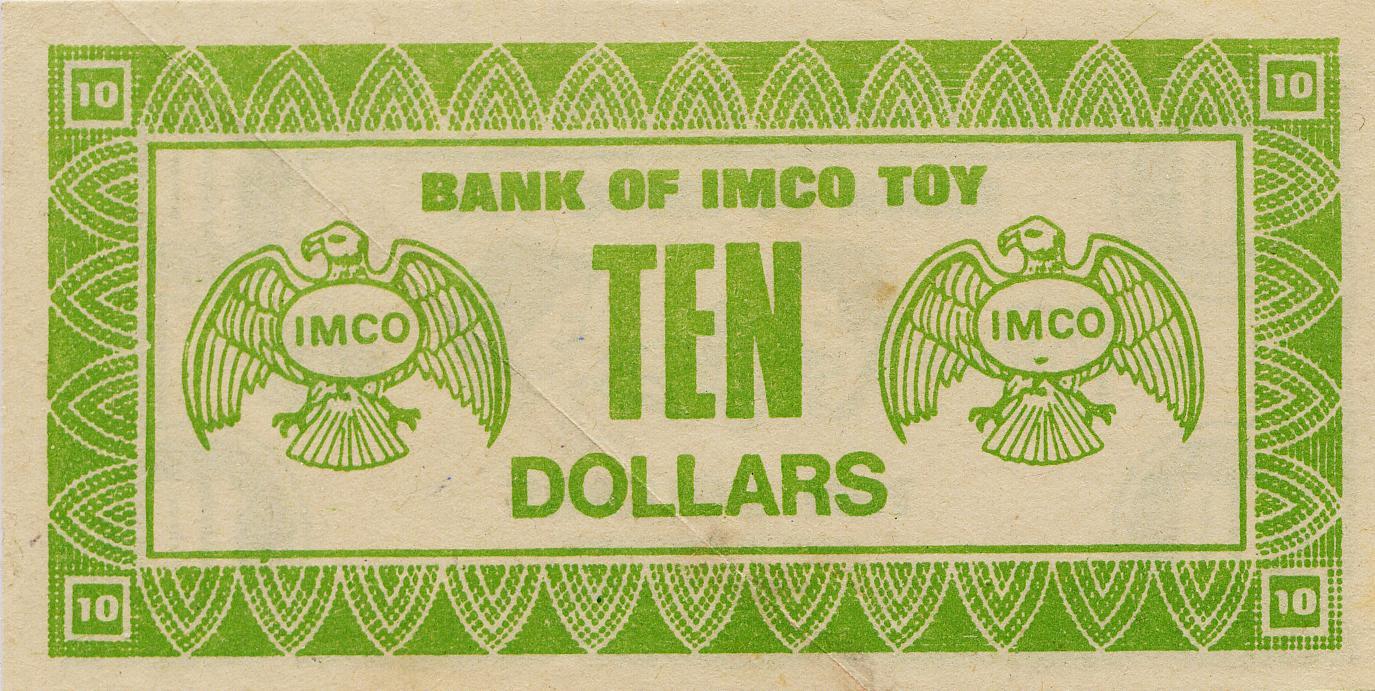 10 10
BANK OF IMCO TOY
TEN
IMCO IMCO
DOLLARS
10 10